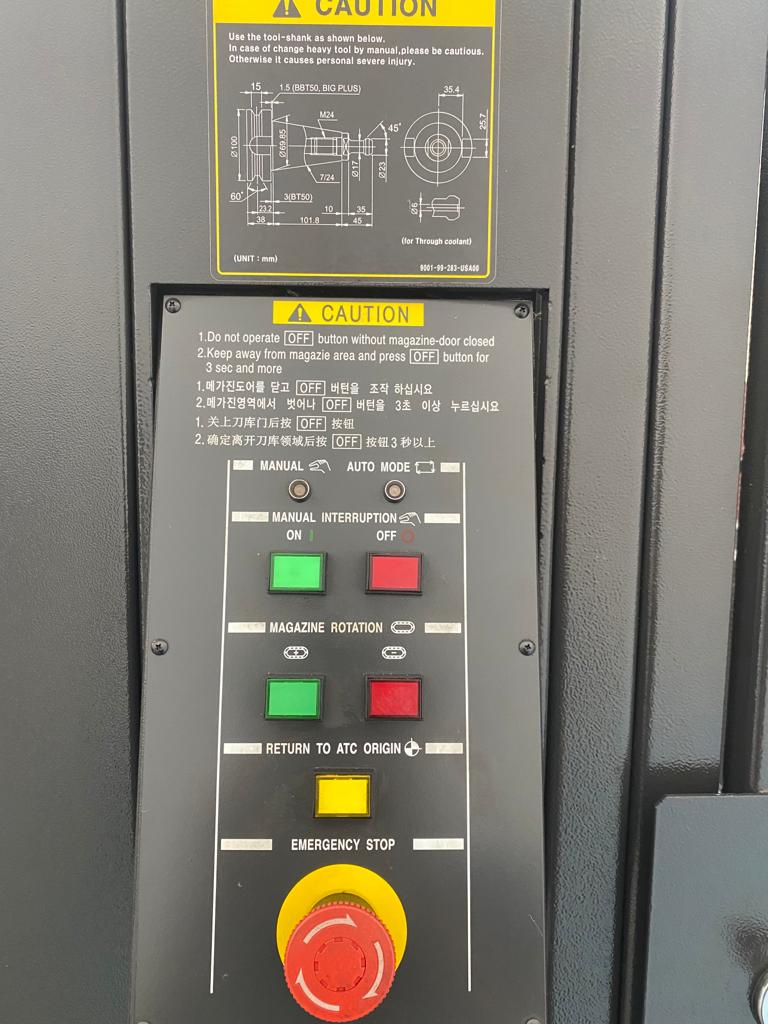 CAUTION
Use the tool-shank as shown below.
In case of change heavy tool by manual,please be cautious.
Otherwise it causes personal severe injury.
15
1.5 (BBT50, BIG PLUS)
35.4
M24
45°
25.7
Ø100
Ø69.85
Ø17
Ø23
7/24
60°
3(BT50)
Ø6
23.2
10
35
38
101.8
45
(for Through coolant)
(UNIT : mm)
9001-99-283-USA00
CAUTION
1.Do not operate OFF button without magazine-door closed
2.Keep away from magazie area and press OFF button for
3 sec and more
1.메가진도어를 닫고 OFF 버턴을 조작 하십시요
2.메가진영역에서 벗어나 OFF 버턴을 3초 이상 누르십시요
1. 关上刀库门后按 OFF 按钮
2. 确定离开刀库领域后按 OFF 按钮 3 秒以上
MANUAL AUTO MODE
MANUAL INTERRUPTION
ON OFF
MAGAZINE ROTATION
+ -
RETURN TO ATC ORIGIN
EMERGENCY STOP